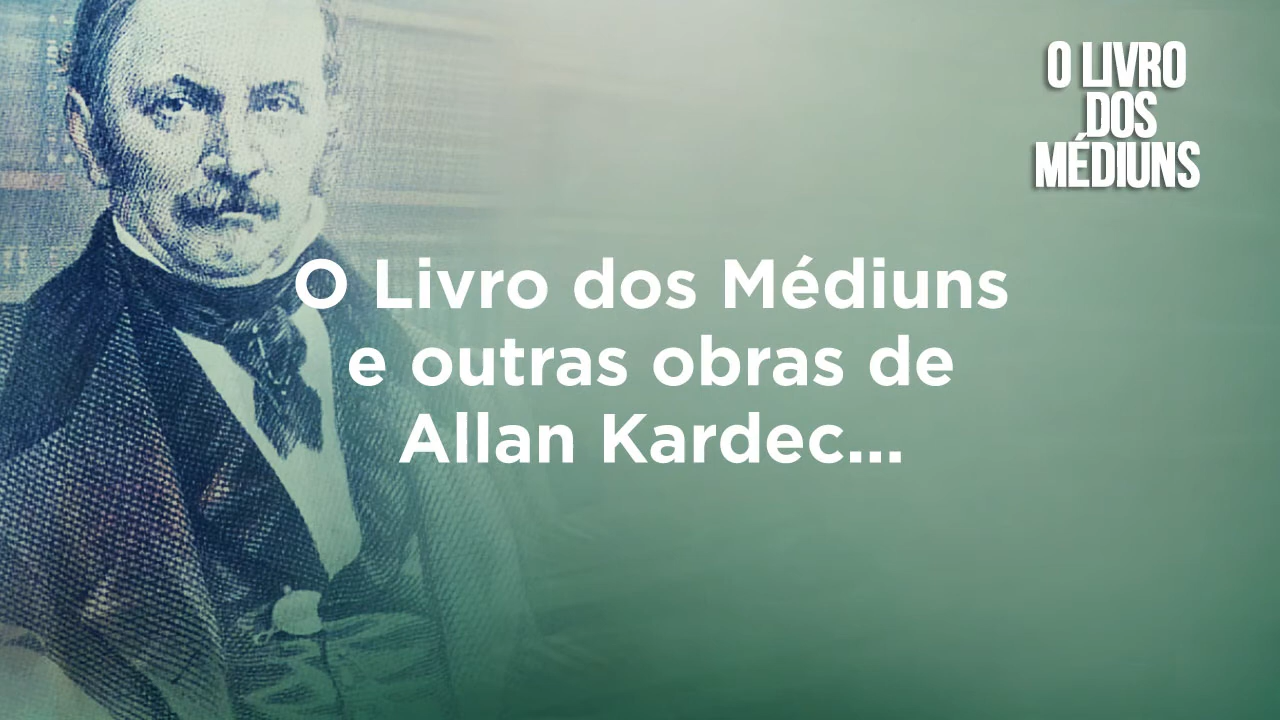 O LIVRO
DOS
MÉDIUNS
O Livro dos Médiuns
e outras obras de
Allan Kardec...